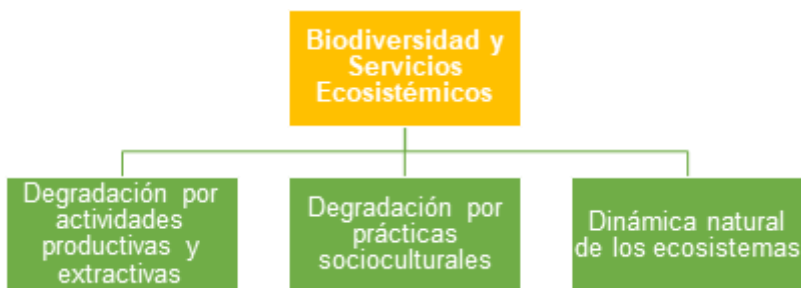 Biodiversidad y
Servicios
Ecosistémicos
Degradación por
actividades
productivas y
extractivas
Degradación por
prácticas
socioculturales
Dinámica natural
de los ecosistemas